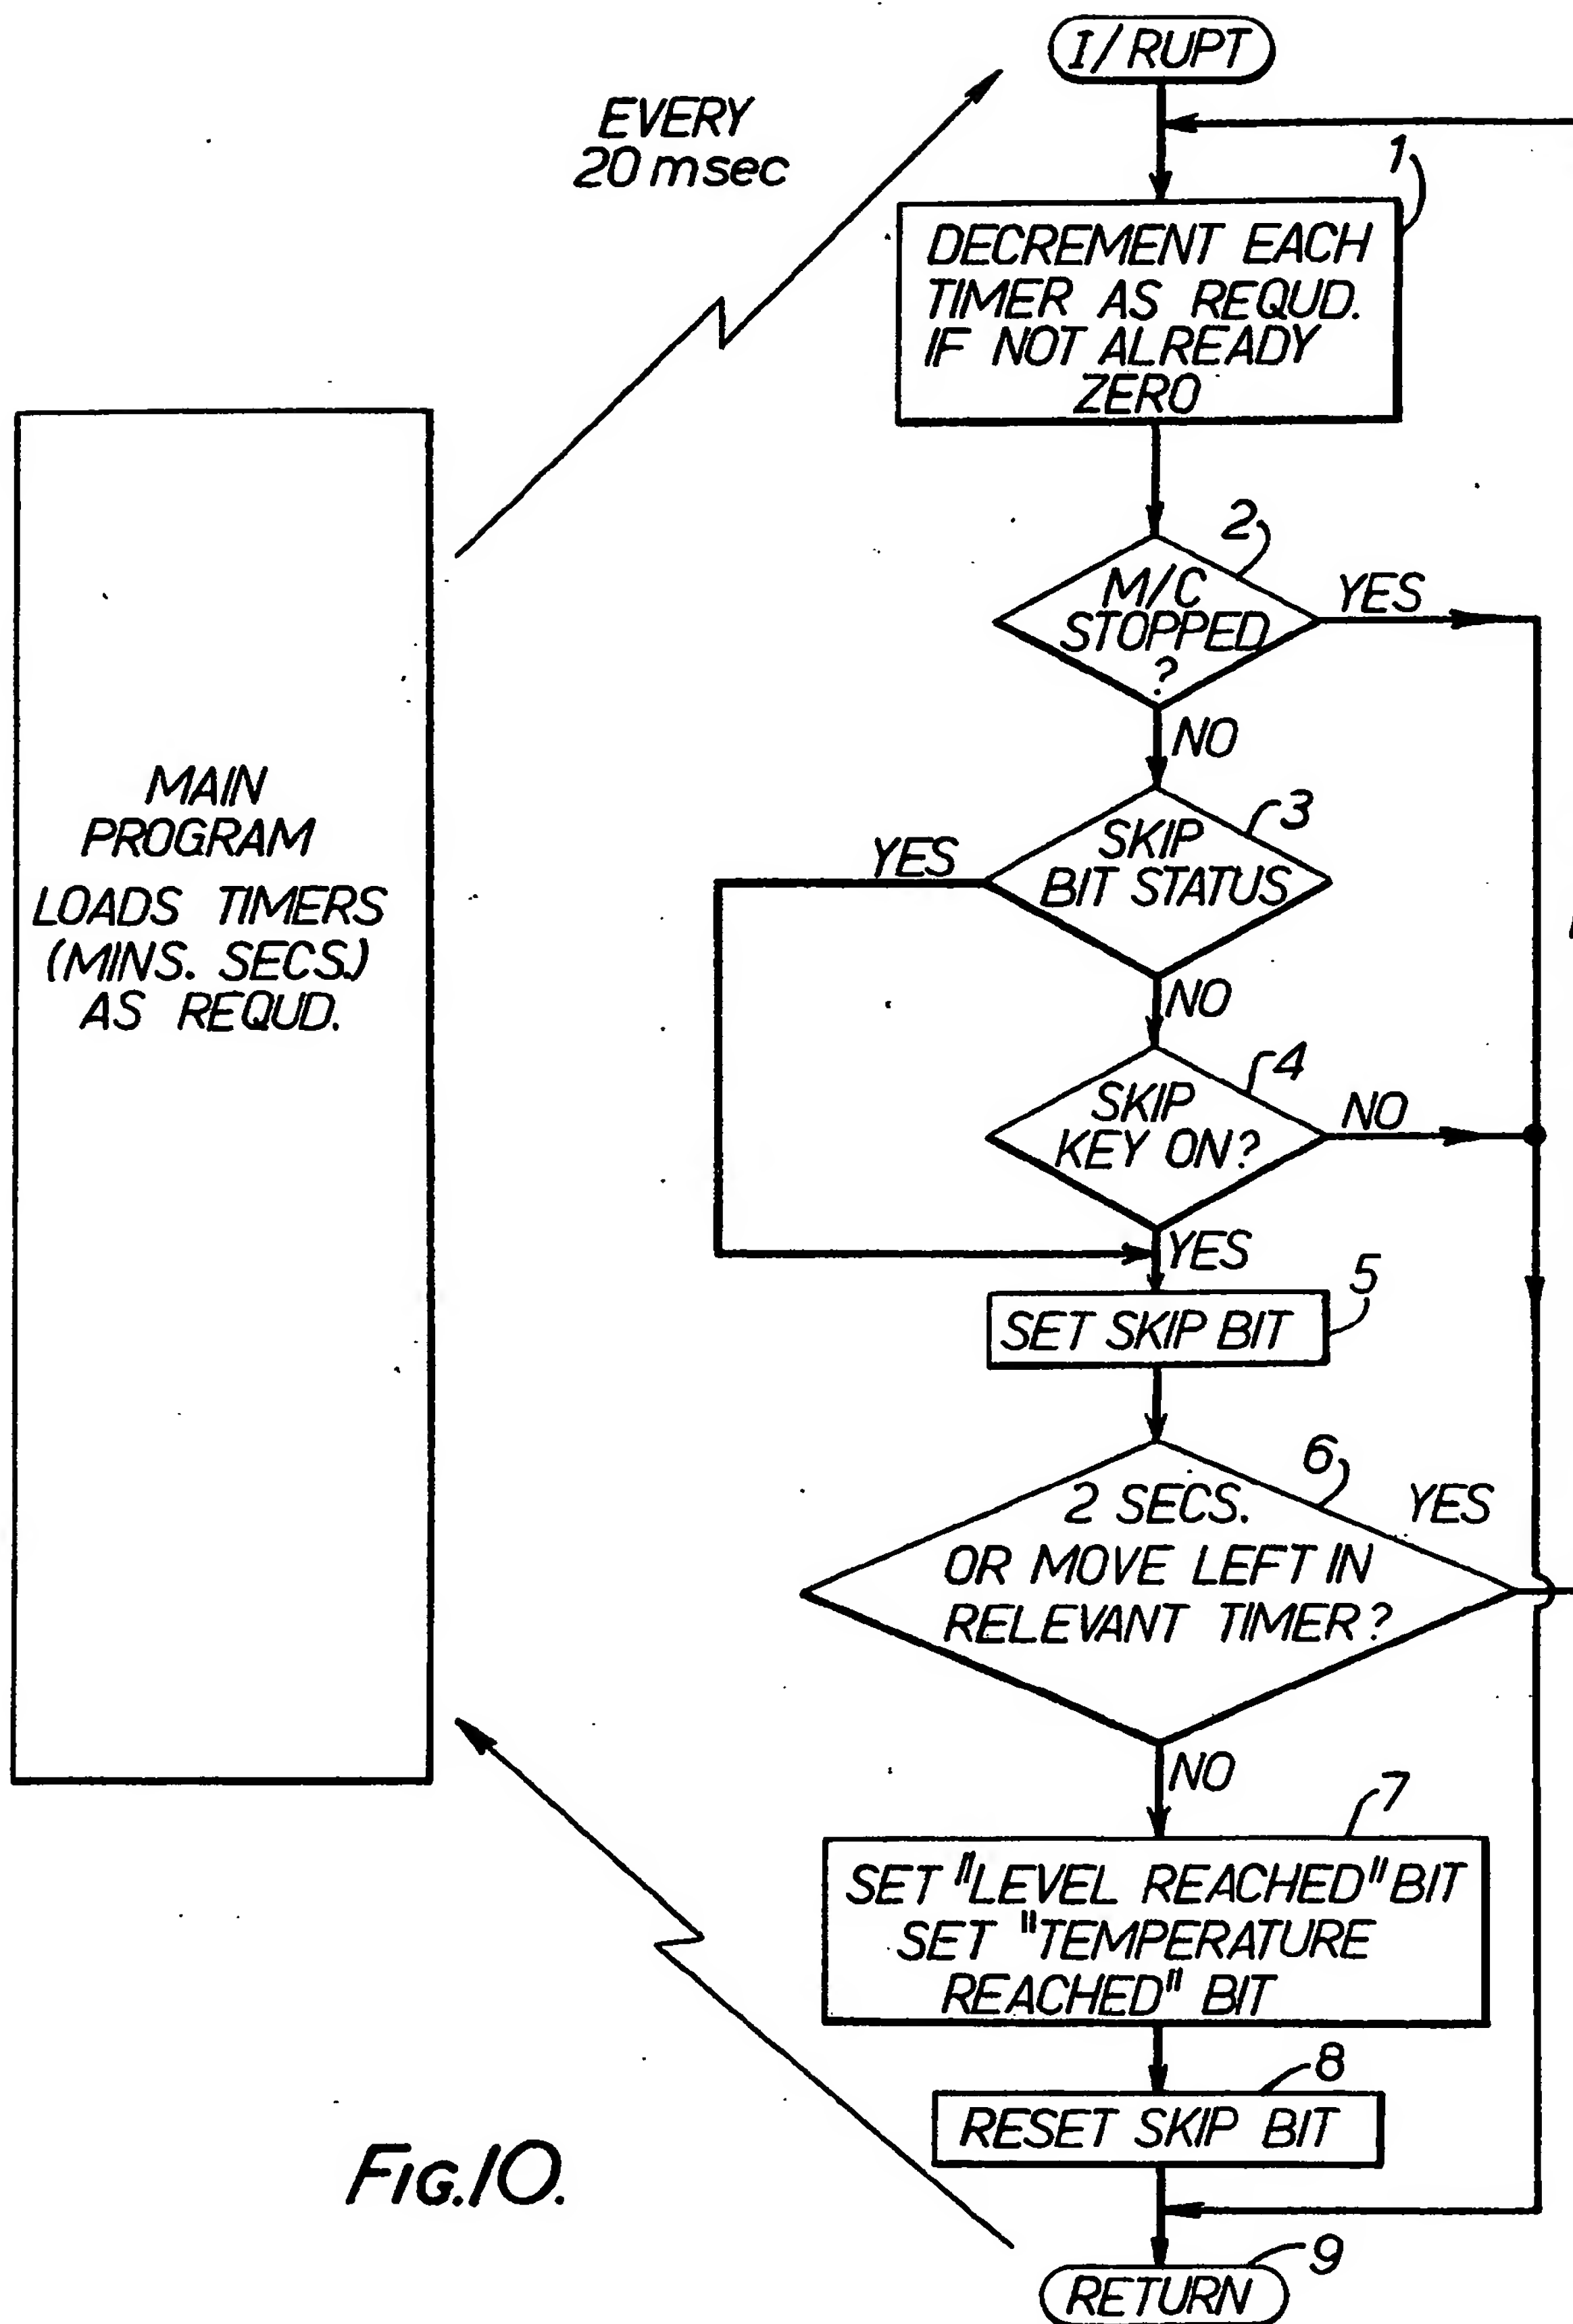 I/RUPT
EVERY
20 msec
1
DECREMENT EACH
TIMER AS REQUD.
IF NOT ALREADY
ZERO
2
M/C
STOPPED
?
YES
NO
MAIN
PROGRAM
LOADS TIMERS
(MINS. SECS.)
AS REQUD.
3
SKIP
BIT STATUS
YES
NO
4
SKIP
KEY ON?
NO
YES
5
SET SKIP BIT
6
2 SECS.
OR MOVE LEFT IN
RELEVANT TIMER?
YES
NO
7
SET "LEVEL REACHED" BIT
SET "TEMPERATURE
REACHED" BIT
8
RESET SKIP BIT
FIG.10.
9
RETURN